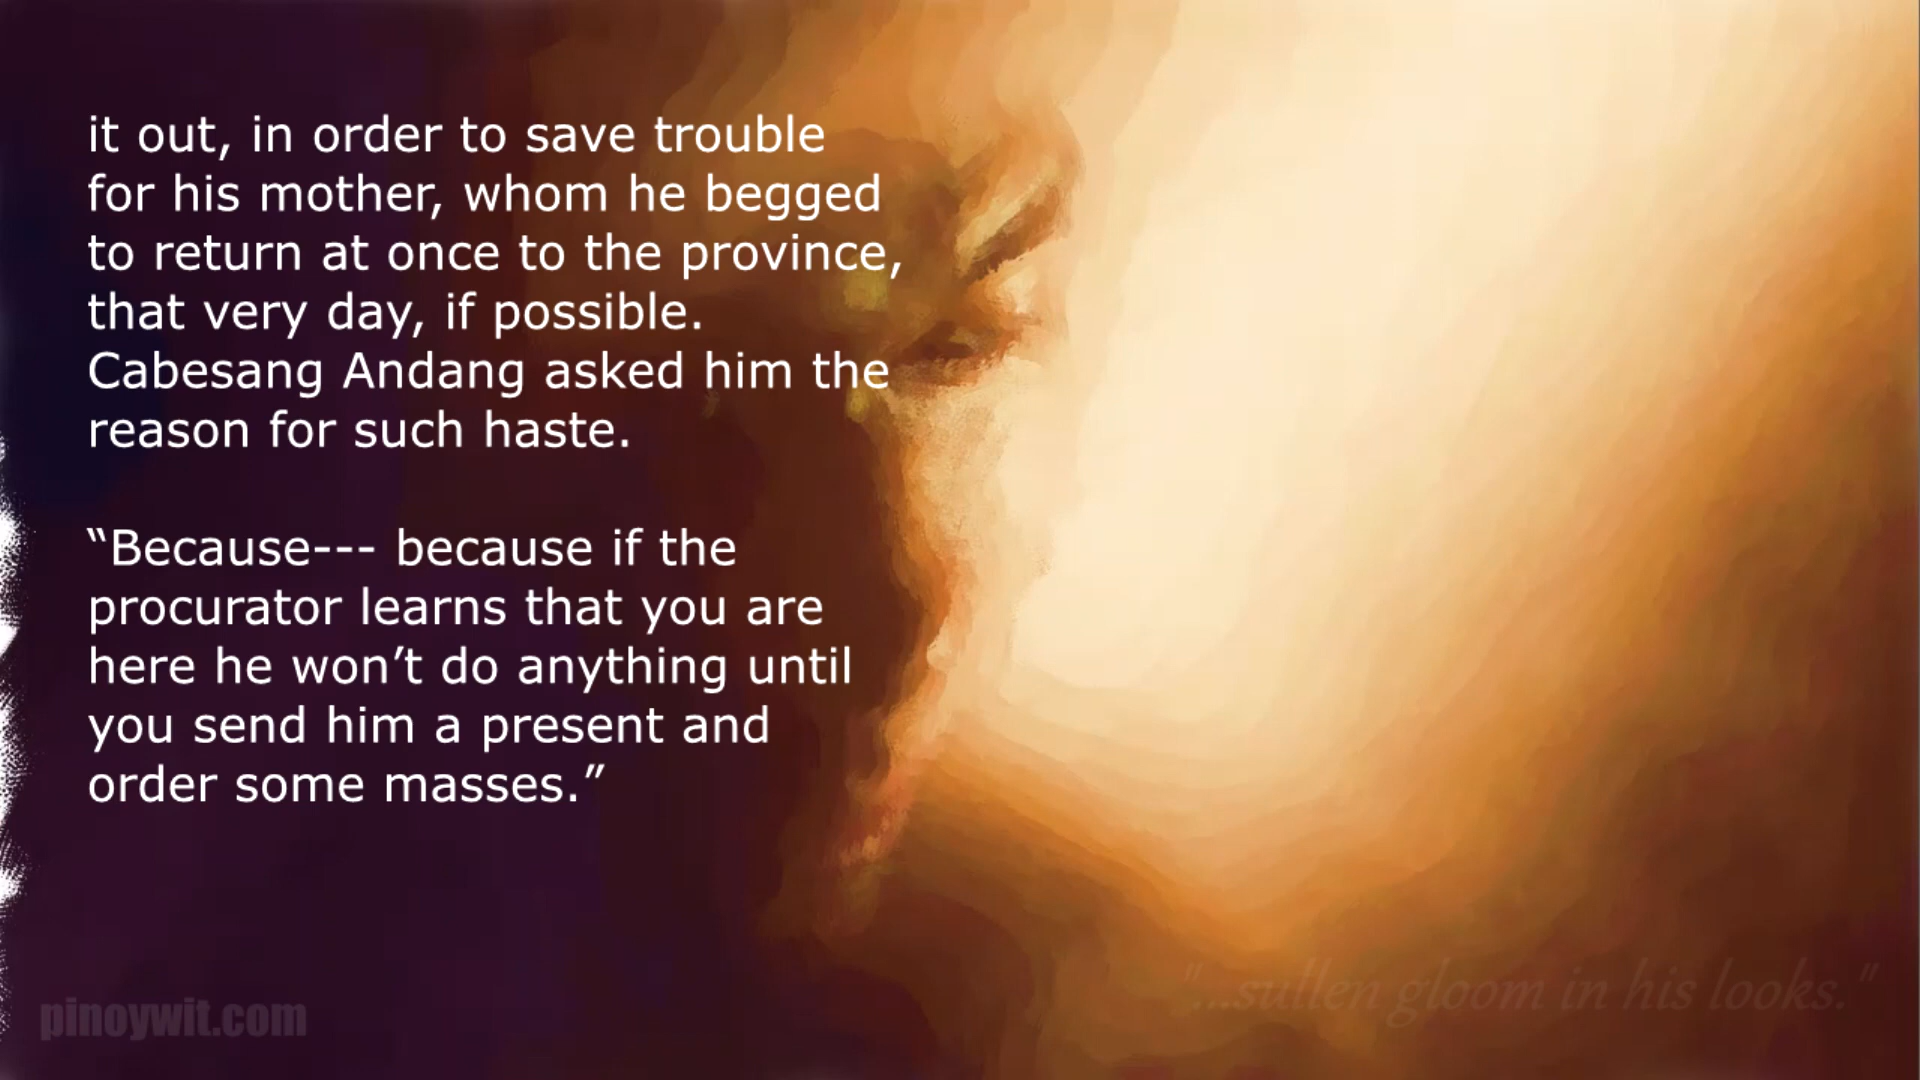 it out, in order to save trouble
for his mother, whom he begged
to return at once to the province,
that very day, if possible.
Cabesang Andang asked him the
reason for such haste.
“Because--- because if the
procurator learns that you are
here he won’t do anything until
you send him a present and
order some masses.”
"...sullen gloom in his looks."
pinoywit.com